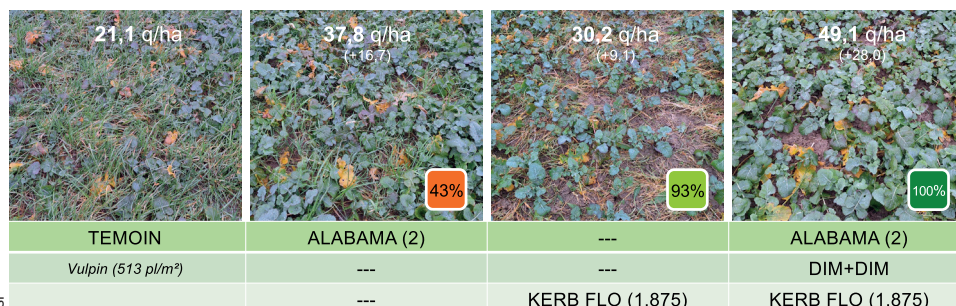 21,1 q/ha
37,8 q/ha
(+16,7)
30,2 q/ha
(+9,1)
49,1 q/ha
(+28,0)
43%
93%
100%
TEMOIN
ALABAMA (2)
---
ALABAMA (2)
Vulpin (513 pl/m²)
---
---
DIM+DIM
---
KERB FLO (1,875)
KERB FLO (1,875)